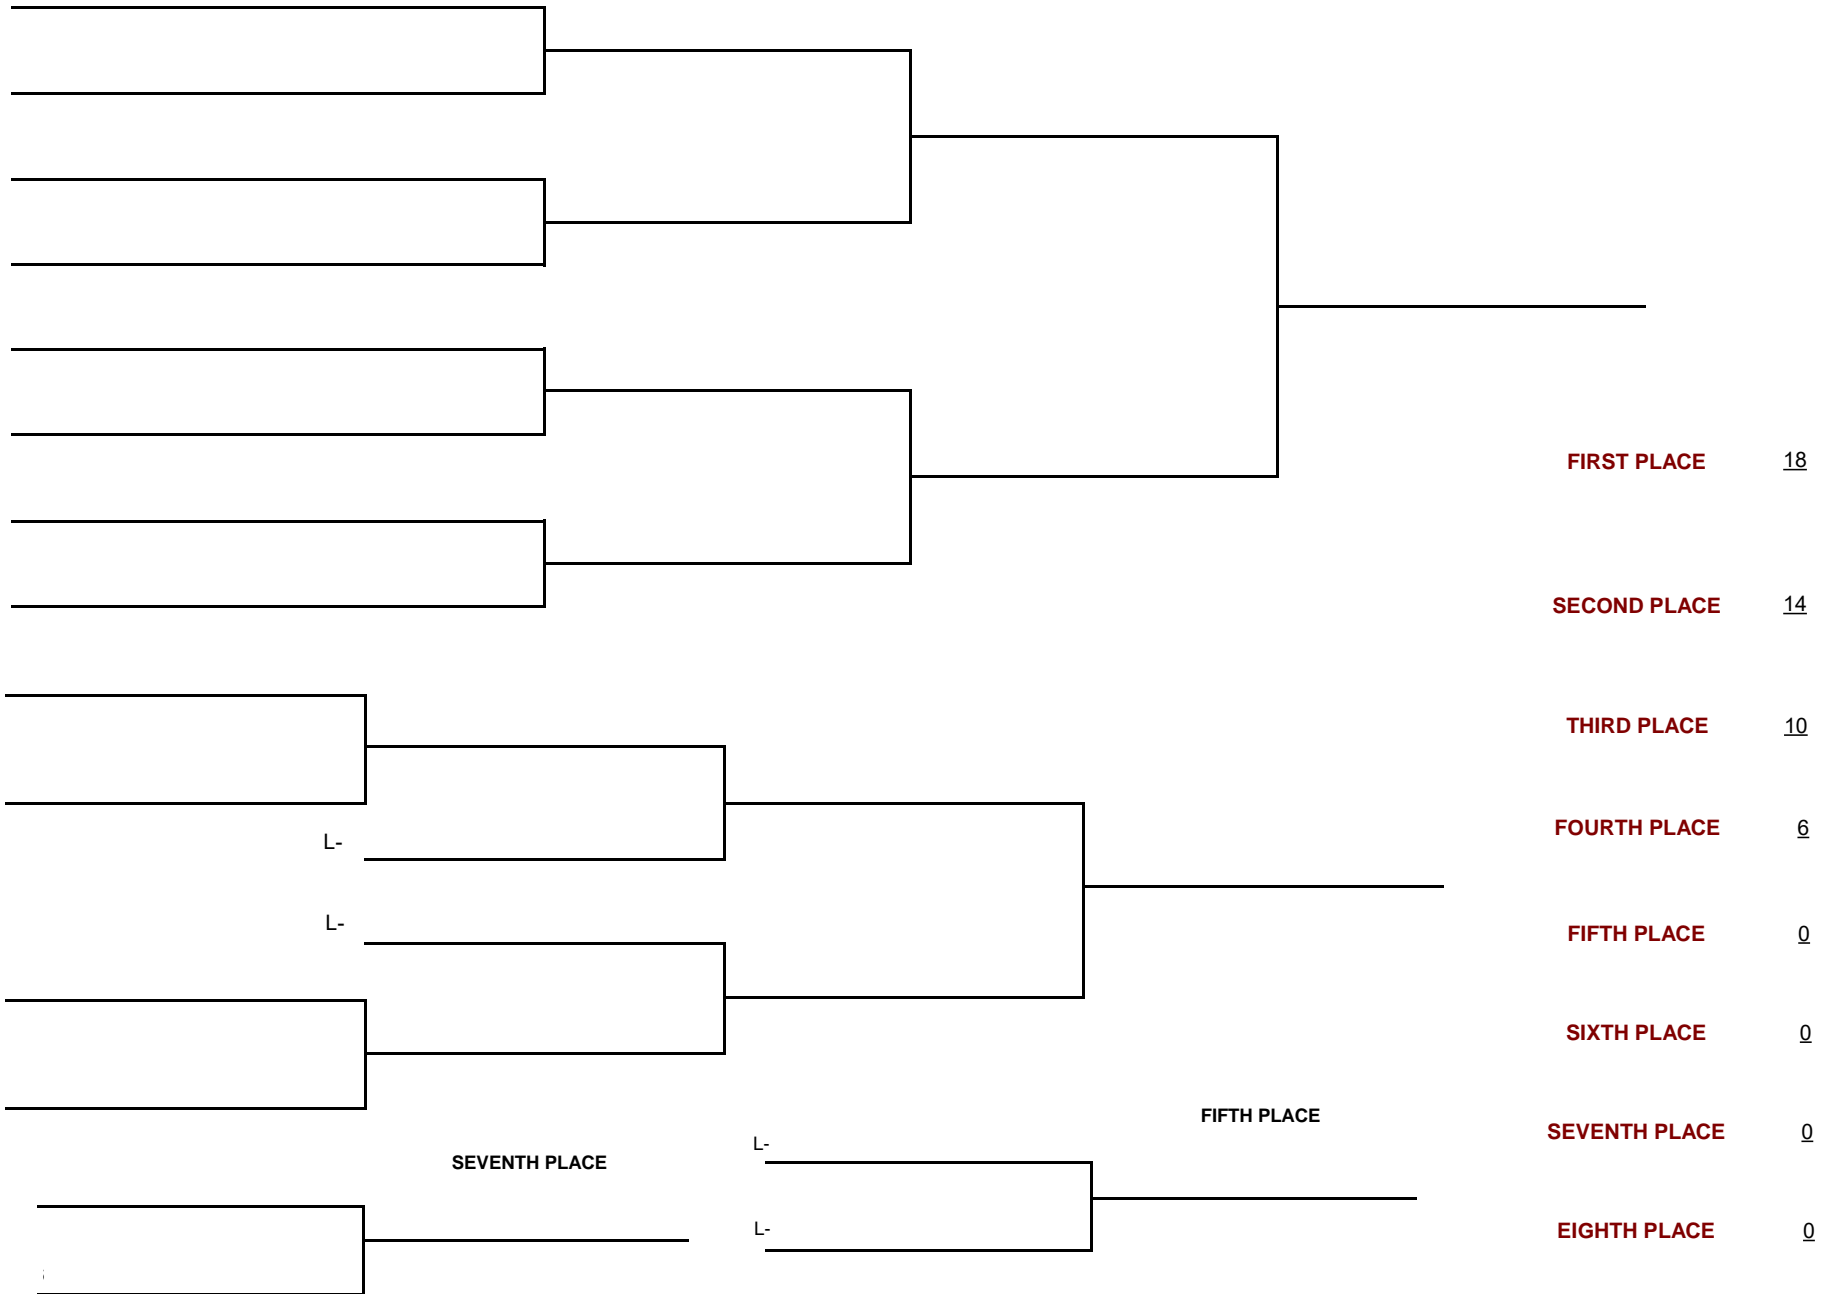 FIRST PLACE 18
SECOND PLACE 14
THIRD PLACE 10
L-
FOURTH PLACE 6
L-
FIFTH PLACE 0
SIXTH PLACE 0
FIFTH PLACE
SEVENTH PLACE 0
L-
SEVENTH PLACE
L-
EIGHTH PLACE 0